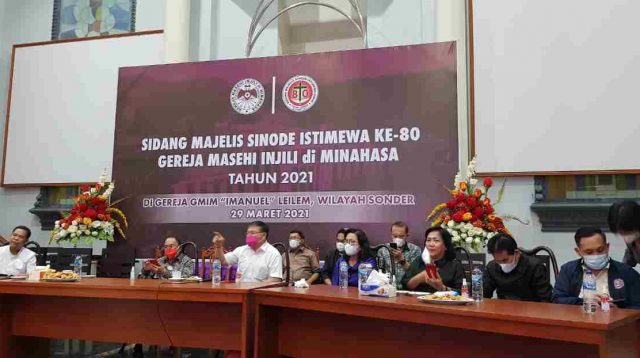 SIDANG MAJELIS SINODE ISTIMEWA KE-80
GEREJA MASEHI INJILI di MINAHASA
TAHUN 2021
DI GEREJA GMIM "IMANUEL" LEILEM, WILAYAH SONDER
29 MARET 2021